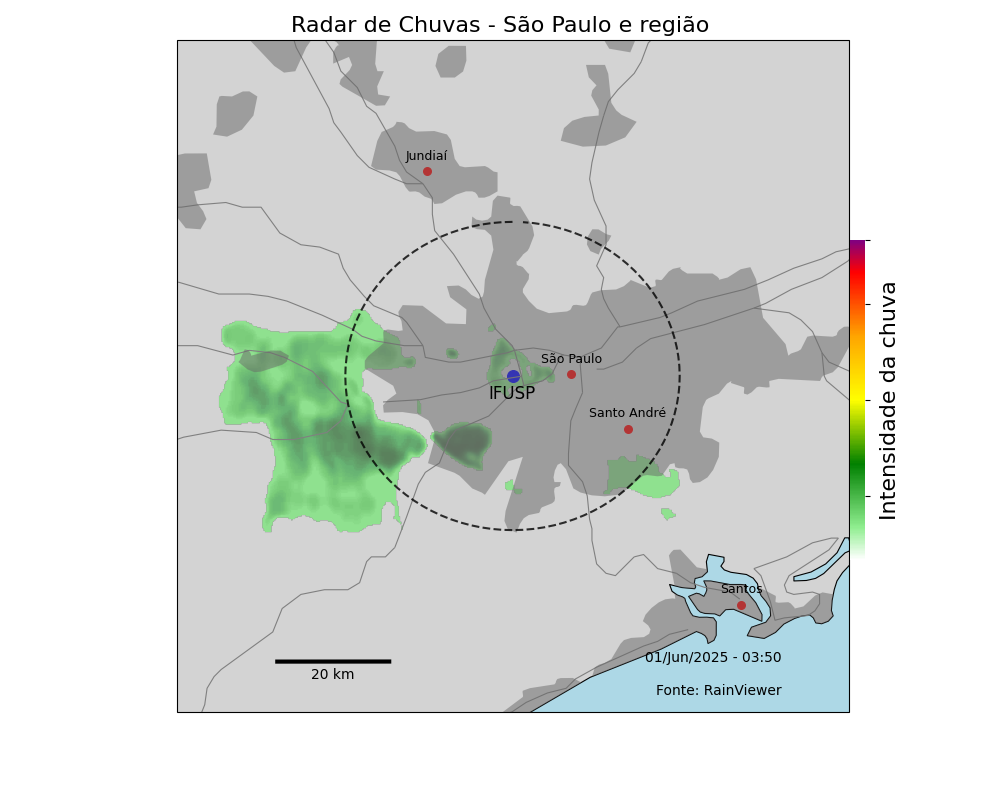 Radar de Chuvas - São Paulo e região
Jundiaí
São Paulo
IFUSP
Santo André
Intensidade da chuva
Santos
01/Jun/2025 - 03:50
20 km
Fonte: RainViewer